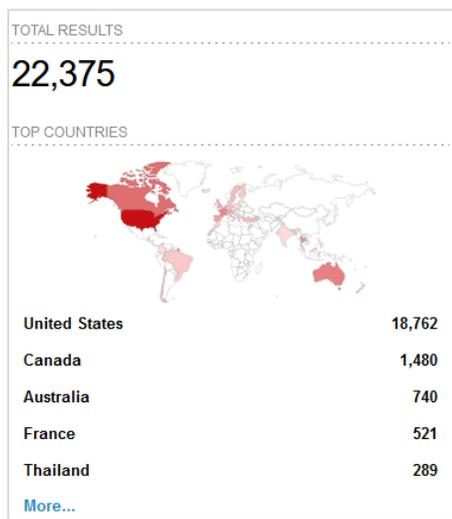 TOTAL RESULTS
22,375
TOP COUNTRIES
United States 18,762
Canada 1,480
Australia 740
France 521
Thailand 289
More...